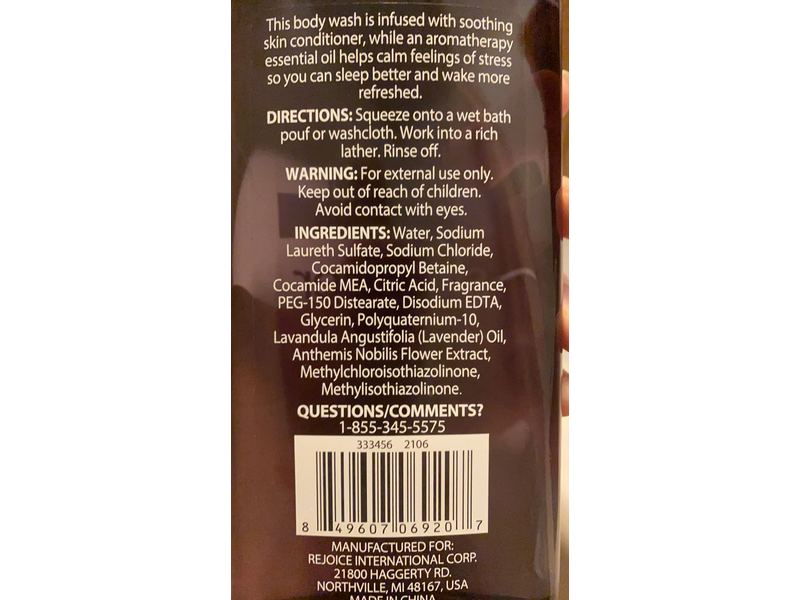 This body wash is infused with soothing
skin conditioner, while an aromatherapy
essential oil helps calm feelings of stress
so you can sleep better and wake more
refreshed.
DIRECTIONS: Squeeze onto a wet bath
pouf or washcloth. Work into a rich
lather. Rinse off.
WARNING: For external use only.
Keep out of reach of children.
Avoid contact with eyes.
INGREDIENTS: Water, Sodium
Laureth Sulfate, Sodium Chloride,
Cocamidopropyl Betaine,
Cocamide MEA, Citric Acid, Fragrance,
PEG-150 Distearate, Disodium EDTA,
Glycerin, Polyquaternium-10,
Lavandula Angustifolia (Lavender) Oil,
Anthemis Nobilis Flower Extract,
Methylchloroisothiazolinone,
Methylisothiazolinone.
QUESTIONS/COMMENTS?
1-855-345-5575
333456 2106
8 49607 06920 7
MANUFACTURED FOR:
REJOICE INTERNATIONAL CORP.
21800 HAGGERTY RD.
NORTHVILLE, MI 48167, USA
MADE IN CHINA